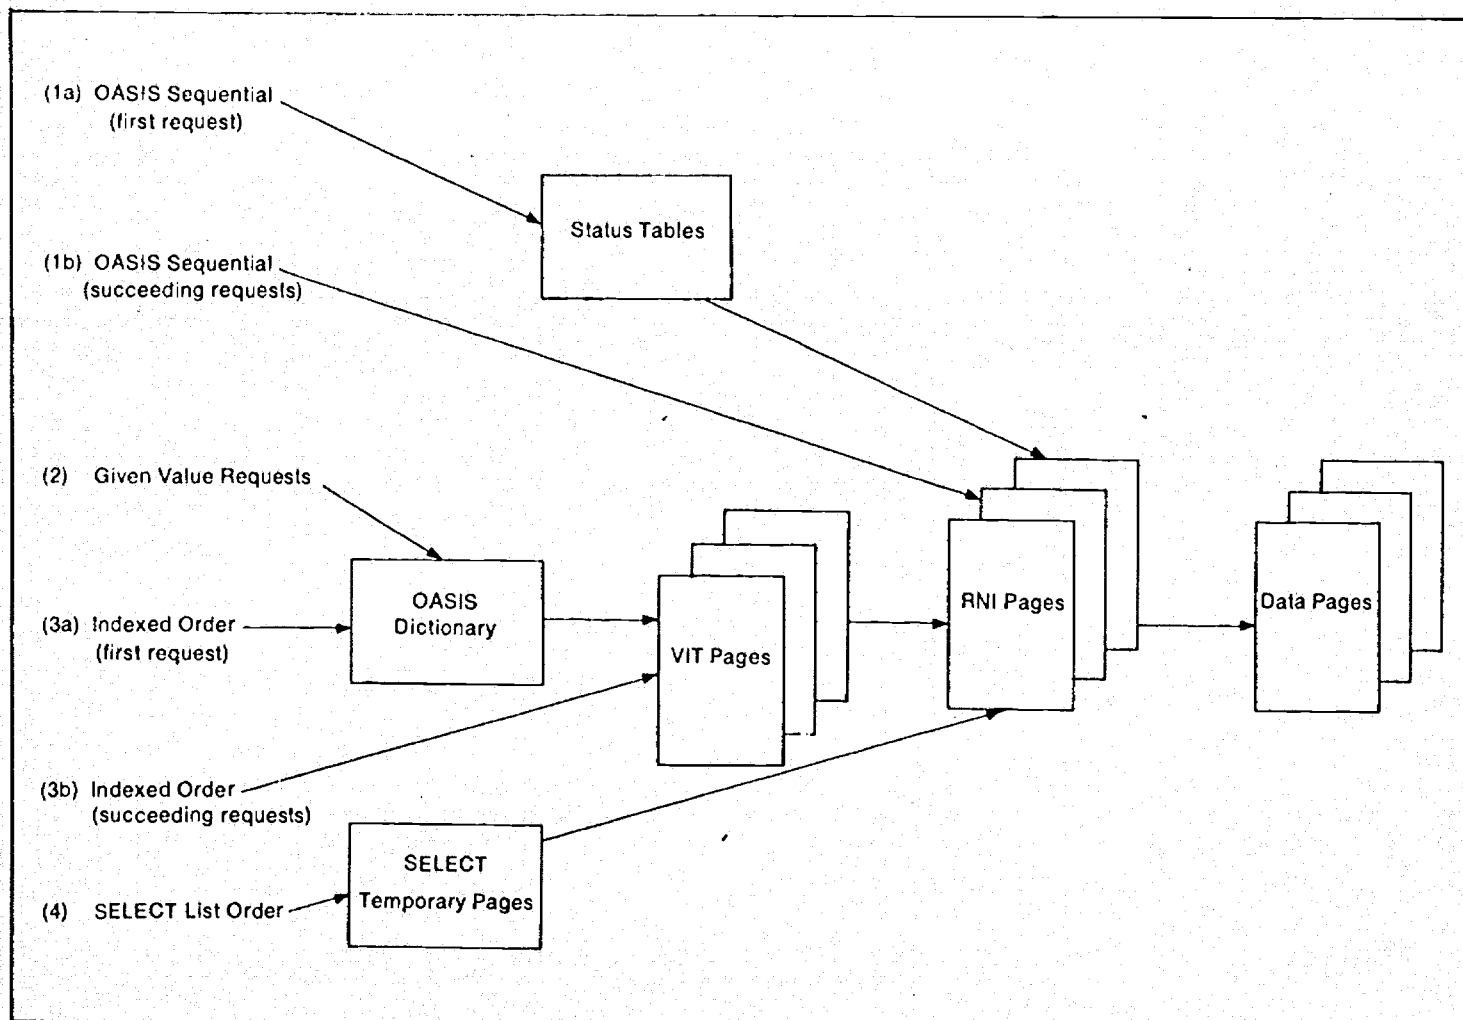 (1a) OASIS Sequential
(first request)
Status Tables
(1b) OASIS Sequential
(succeeding requests)
(2) Given Value Requests
OASIS
Dictionary
(3a) Indexed Order
(first request)
VIT Pages
RNI Pages
Data Pages
(3b) Indexed Order
(succeeding requests)
SELECT
Temporary Pages
(4) SELECT List Order